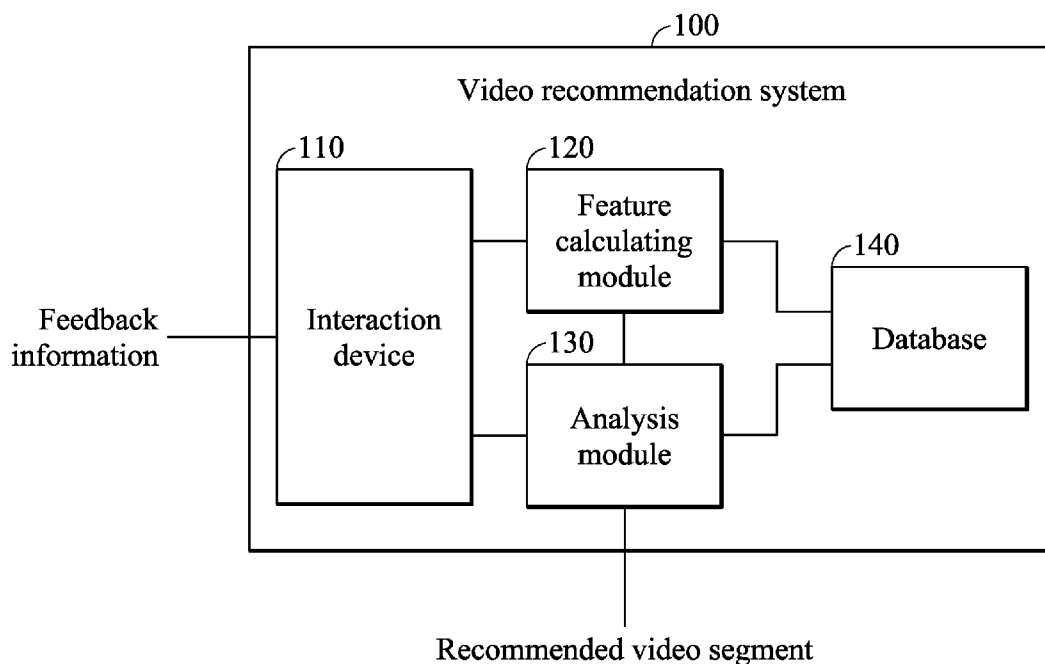 100
Video recommendation system
110
120
Feature
calculating
module
140
Feedback
information
Interaction
device
130
Database
Analysis
module
Recommended video segment